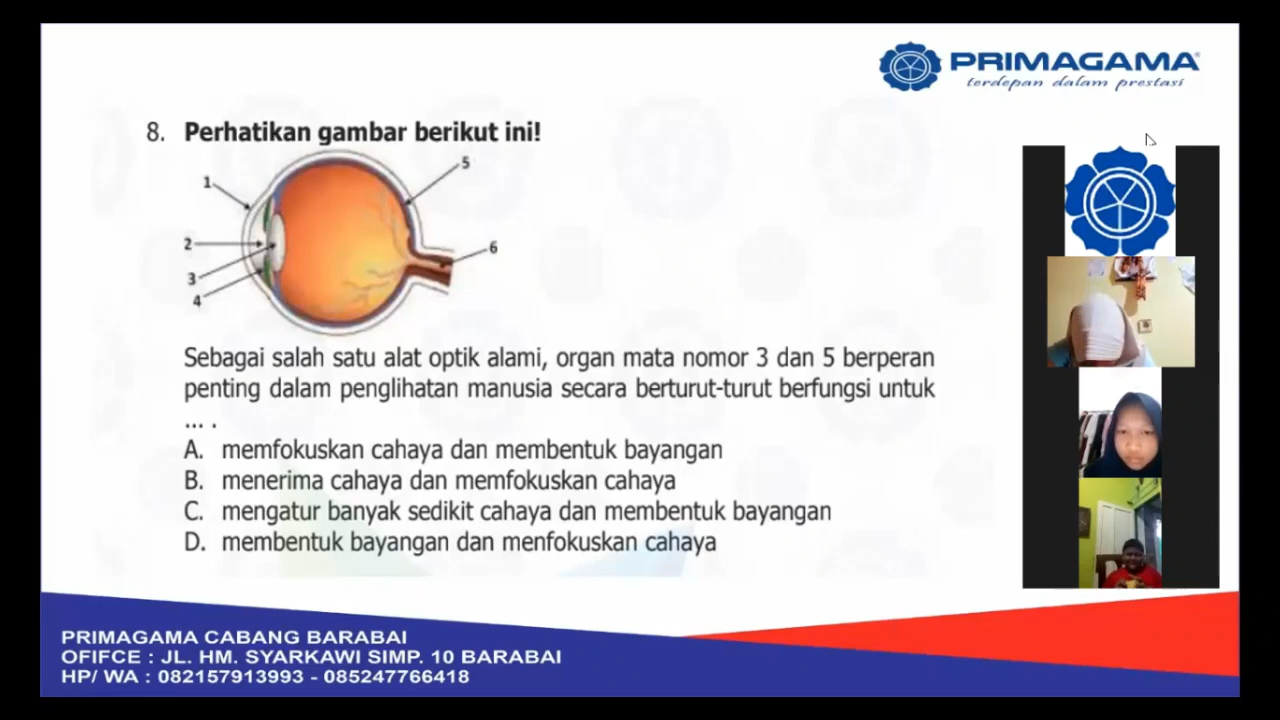 PRIMAGAMA
terdepan dalam prestasi
8. Perhatikan gambar berikut ini!
1
5
2
6
3
4
Sebagai salah satu alat optik alami, organ mata nomor 3 dan 5 berperan
penting dalam penglihatan manusia secara berturut-turut berfungsi untuk
... .
A. memfokuskan cahaya dan membentuk bayangan
B. menerima cahaya dan memfokuskan cahaya
C. mengatur banyak sedikit cahaya dan membentuk bayangan
D. membentuk bayangan dan menfokuskan cahaya
PRIMAGAMA CABANG BARABAI
OFIFCE : JL. HM. SYARKAWI SIMP. 10 BARABAI
HP/ WA : 082157913993 - 085247766418